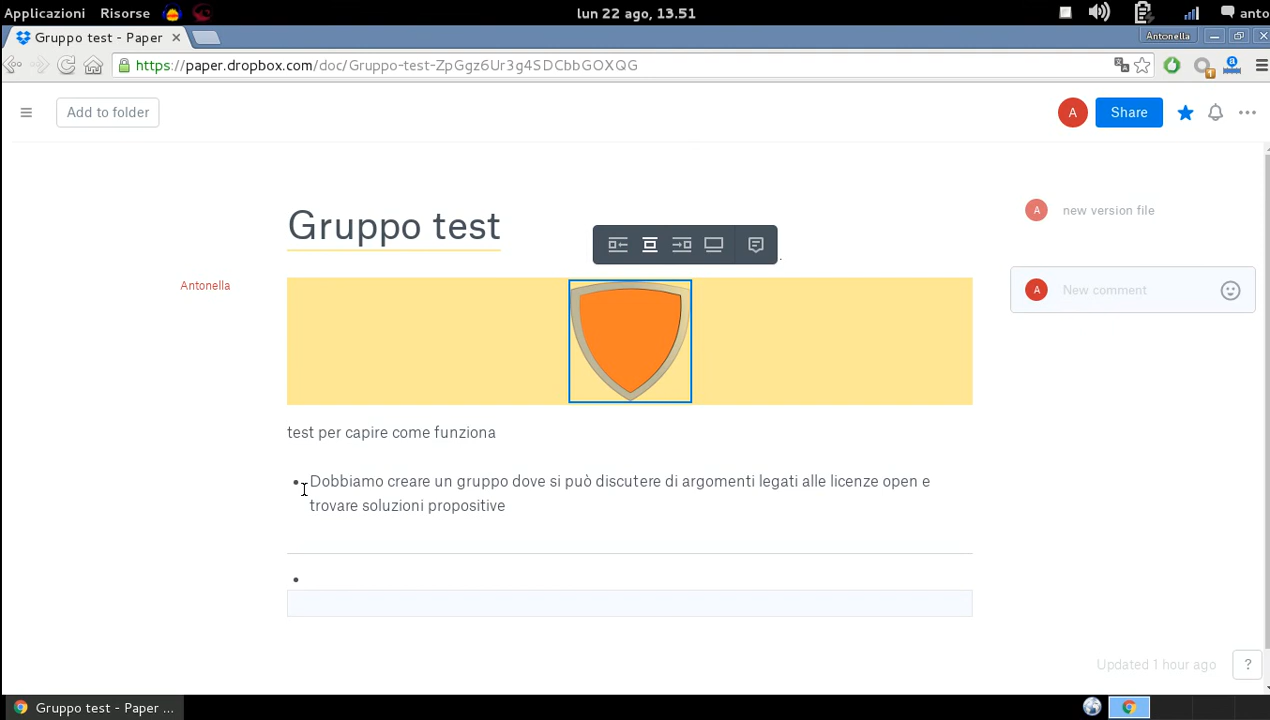 Applicazioni Risorse lun 22 ago, 13.51 anto
Gruppo test - Paper Antonella
https://paper.dropbox.com/doc/Gruppo-test-ZpGgz6Ur3g4SDCbbGOXQG
Add to folder A Share
Gruppo test
A new version file
Antonella
A New comment
test per capire come funziona
Dobbiamo creare un gruppo dove si può discutere di argomenti legati alle licenze open e
trovare soluzioni propositive
Updated 1 hour ago ?
Gruppo test - Paper ...